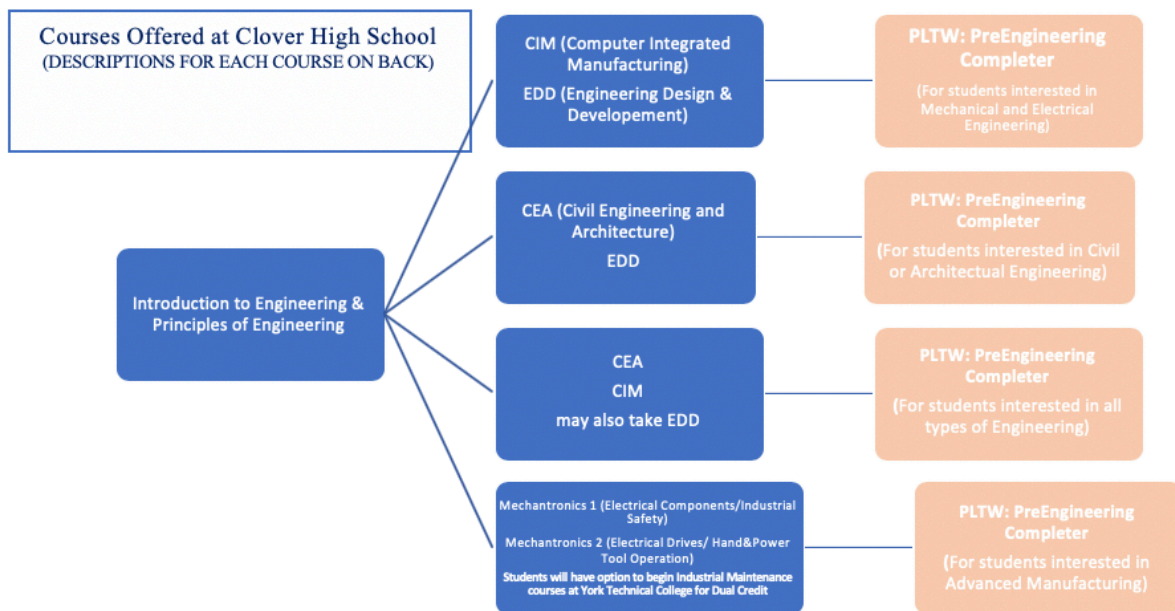 Courses Offered at Clover High School
(DESCRIPTIONS FOR EACH COURSE ON BACK)
Introduction to Engineering &
Principles of Engineering
CIM (Computer Integrated
Manufacturing)
EDD (Engineering Design &
Developement)
PLTW: PreEngineering
Completer
(For students interested in
Mechanical and Electrical
Engineering)
CEA (Civil Engineering and
Architecture)
EDD
PLTW: PreEngineering
Completer
(For students interested in Civil
or Architectual Engineering)
CEA
CIM
may also take EDD
PLTW: PreEngineering
Completer
(For students interested in all
types of Engineering)
Mechantronics 1 (Electrical Components/Industrial
Safety)
Mechantronics 2 (Electrical Drives/ Hand&Power
Tool Operation)
Students will have option to begin Industrial Maintenance
courses at York Technical College for Dual Credit
PLTW: PreEngineering
Completer
(For students interested in
Advanced Manufacturing)